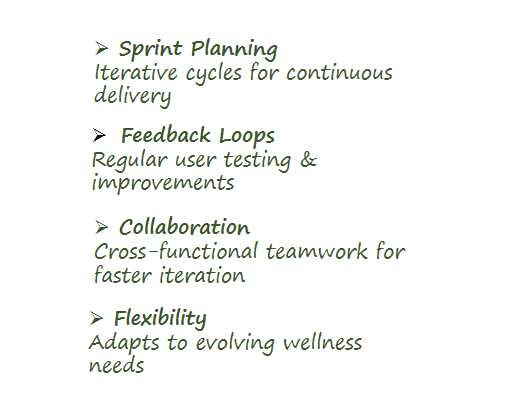 ➢ Sprint Planning
Iterative cycles for continuous
delivery
➢ Feedback Loops
Regular user testing &
improvements
➢ Collaboration
Cross-functional teamwork for
faster iteration
➢ Flexibility
Adapts to evolving wellness
needs